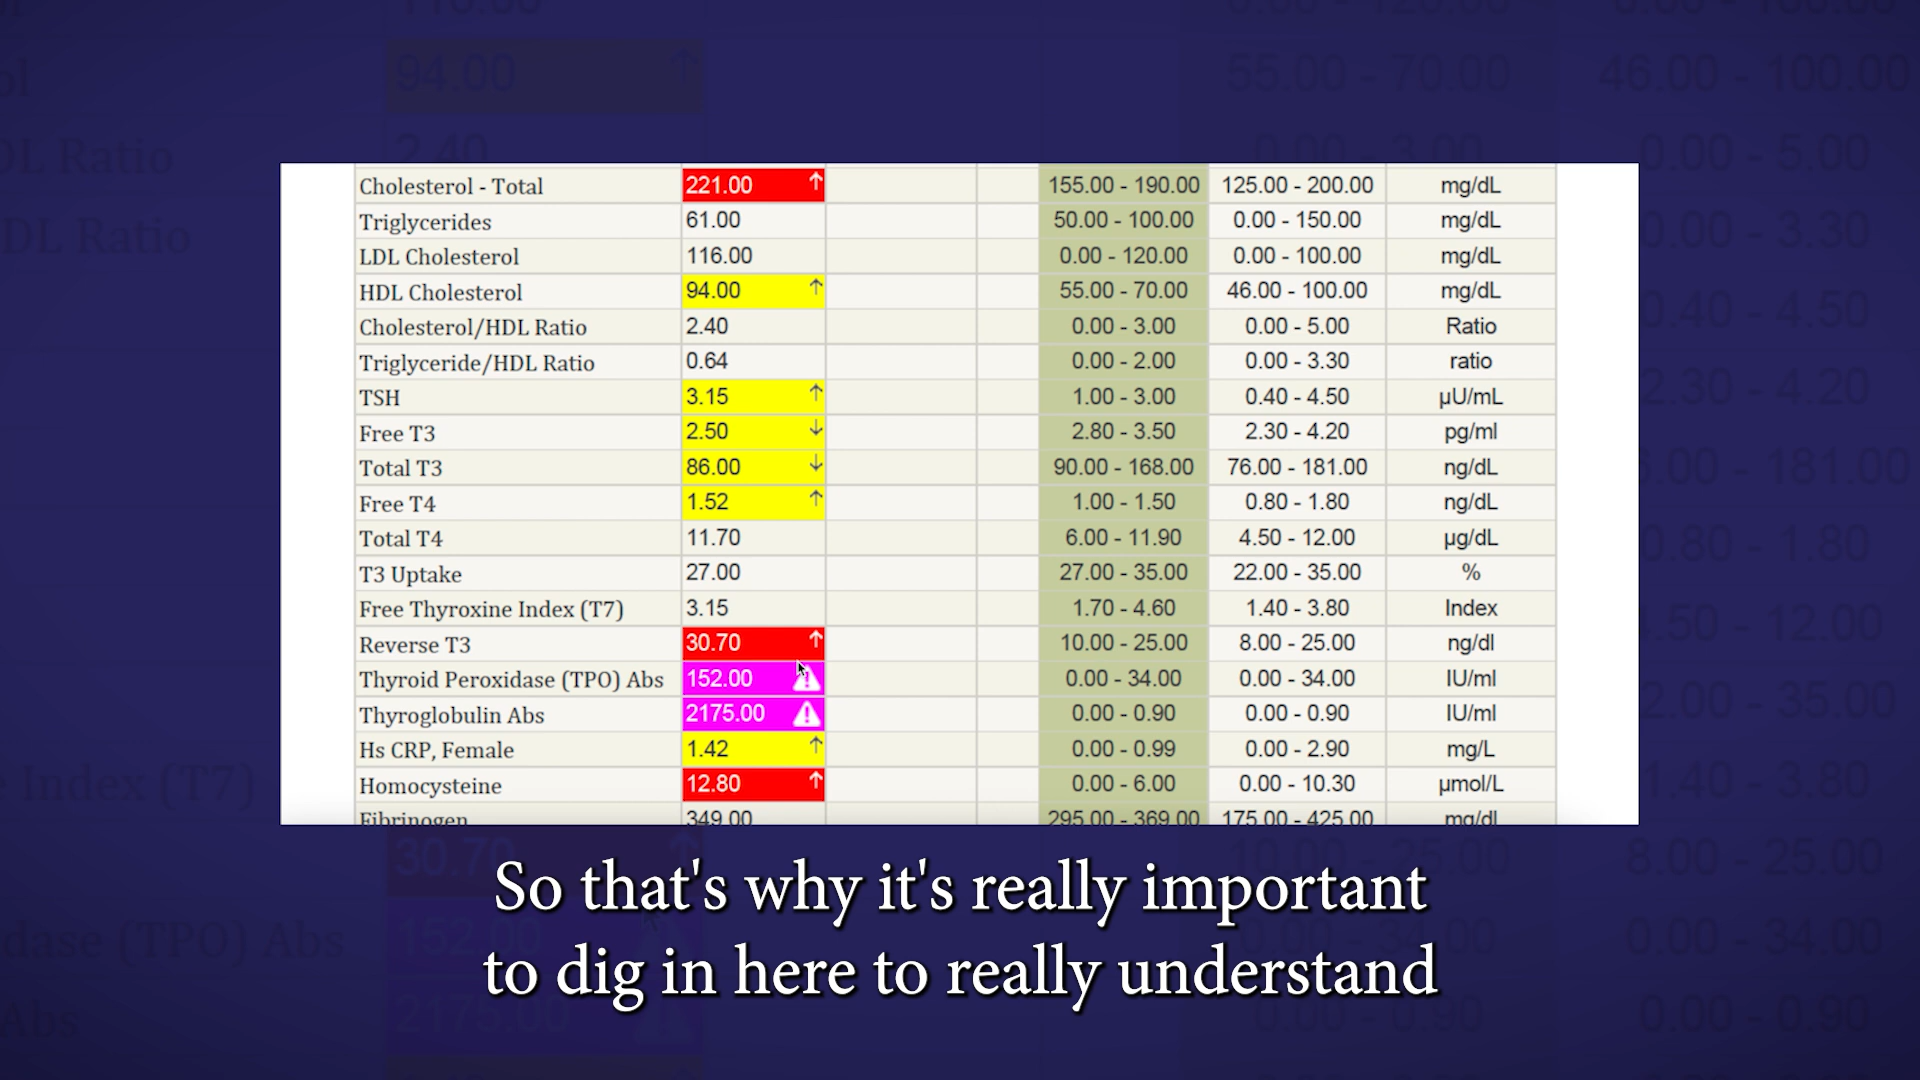 Cholesterol - Total 221.00 ↑ 155.00 - 190.00 125.00 - 200.00 mg/dL
Triglycerides 61.00 50.00 - 100.00 0.00 - 150.00 mg/dL
LDL Cholesterol 116.00 0.00 - 120.00 0.00 - 100.00 mg/dL
HDL Cholesterol 94.00 ↑ 55.00 - 70.00 46.00 - 100.00 mg/dL
Cholesterol/HDL Ratio 2.40 0.00 - 3.00 0.00 - 5.00 Ratio
Triglyceride/HDL Ratio 0.64 0.00 - 2.00 0.00 - 3.30 ratio
TSH 3.15 ↑ 1.00 - 3.00 0.40 - 4.50 µU/mL
Free T3 2.50 ↓ 2.80 - 3.50 2.30 - 4.20 pg/ml
Total T3 86.00 ↓ 90.00 - 168.00 76.00 - 181.00 ng/dL
Free T4 1.52 ↑ 1.00 - 1.50 0.80 - 1.80 ng/dL
Total T4 11.70 6.00 - 11.90 4.50 - 12.00 µg/dL
T3 Uptake 27.00 27.00 - 35.00 22.00 - 35.00 %
Free Thyroxine Index (T7) 3.15 1.70 - 4.60 1.40 - 3.80 Index
Reverse T3 30.70 ↑ 10.00 - 25.00 8.00 - 25.00 ng/dl
Thyroid Peroxidase (TPO) Abs 152.00 0.00 - 34.00 0.00 - 34.00 IU/ml
Thyroglobulin Abs 2175.00 0.00 - 0.90 0.00 - 0.90 IU/ml
Hs CRP, Female 1.42 ↑ 0.00 - 0.99 0.00 - 2.90 mg/L
Homocysteine 12.80 ↑ 0.00 - 6.00 0.00 - 10.30 µmol/L
Fibrinogen 349.00 295.00 - 369.00 175.00 - 425.00 mg/dl
So that's why it's really important
to dig in here to really understand